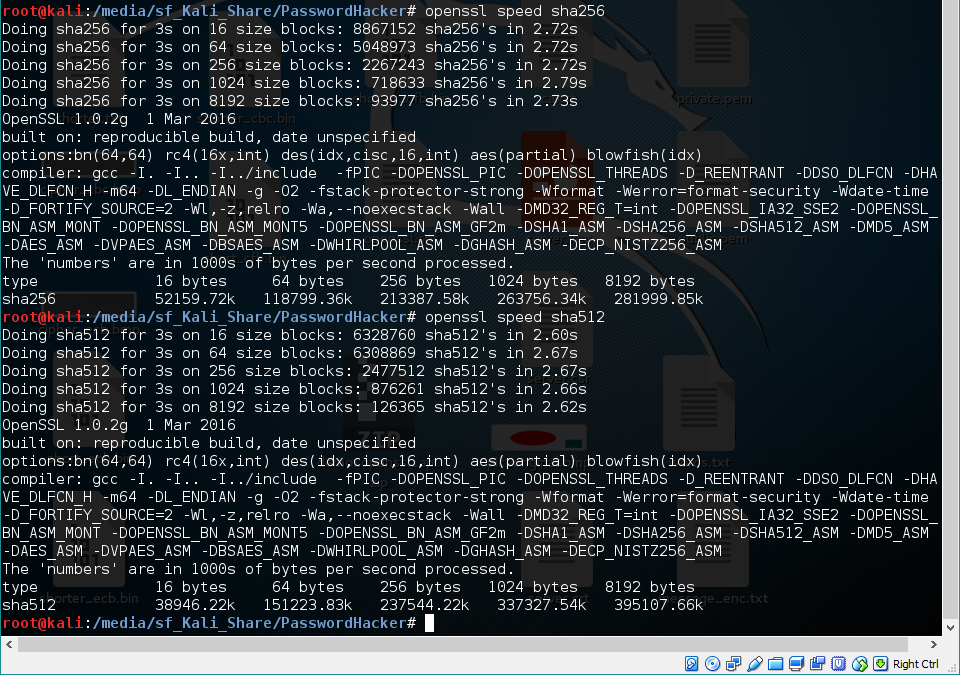 root@kali:/media/sf_Kali_Share/PasswordHacker# openssl speed sha256
Doing sha256 for 3s on 16 size blocks: 8867152 sha256's in 2.72s
Doing sha256 for 3s on 64 size blocks: 5048973 sha256's in 2.72s
Doing sha256 for 3s on 256 size blocks: 2267243 sha256's in 2.72s
Doing sha256 for 3s on 1024 size blocks: 718633 sha256's in 2.79s
Doing sha256 for 3s on 8192 size blocks: 93977 sha256's in 2.73s
private.pem
r_cbc.bin
OpenSSL 1.0.2g  1 Mar 2016
built on: reproducible build, date unspecified
options:bn(64,64) rc4(16x,int) des(idx,cisc,16,int) aes(partial) blowfish(idx)
compiler: gcc -I. -I.. -I../include  -fPIC -DOPENSSL_PIC -DOPENSSL_THREADS -D_REENTRANT -DDSO_DLFCN -DHA
VE_DLFCN_H -m64 -DL_ENDIAN -g -O2 -fstack-protector-strong -Wformat -Werror=format-security -Wdate-time
-D_FORTIFY_SOURCE=2 -Wl,-z,relro -Wa,--noexecstack -Wall -DMD32_REG_T=int -DOPENSSL_IA32_SSE2 -DOPENSSL_
BN_ASM_MONT -DOPENSSL_BN_ASM_MONT5 -DOPENSSL_BN_ASM_GF2m -DSHA1_ASM -DSHA256_ASM -DSHA512_ASM -DMD5_ASM
-DAES_ASM -DVPAES_ASM -DBSAES_ASM -DWHIRLPOOL_ASM -DGHASH_ASM -DECP_NISTZ256_ASM
The 'numbers' are in 1000s of bytes per second processed.
type             16 bytes     64 bytes    256 bytes   1024 bytes   8192 bytes
sha256           52159.72k   118799.36k   213387.58k   263756.34k   281999.85k
root@kali:/media/sf_Kali_Share/PasswordHacker# openssl speed sha512
Doing sha512 for 3s on 16 size blocks: 6328760 sha512's in 2.60s
Doing sha512 for 3s on 64 size blocks: 6308869 sha512's in 2.67s
Doing sha512 for 3s on 256 size blocks: 2477512 sha512's in 2.67s
Doing sha512 for 3s on 1024 size blocks: 876261 sha512's in 2.66s
Doing sha512 for 3s on 8192 size blocks: 126365 sha512's in 2.62s
OpenSSL 1.0.2g  1 Mar 2016
built on: reproducible build, date unspecified
options:bn(64,64) rc4(16x,int) des(idx,cisc,16,int) aes(partial) blowfish(idx)
compiler: gcc -I. -I.. -I../include  -fPIC -DOPENSSL_PIC -DOPENSSL_THREADS -D_REENTRANT -DDSO_DLFCN -DHA
VE_DLFCN_H -m64 -DL_ENDIAN -g -O2 -fstack-protector-strong -Wformat -Werror=format-security -Wdate-time
-D_FORTIFY_SOURCE=2 -Wl,-z,relro -Wa,--noexecstack -Wall -DMD32_REG_T=int -DOPENSSL_IA32_SSE2 -DOPENSSL_
BN_ASM_MONT -DOPENSSL_BN_ASM_MONT5 -DOPENSSL_BN_ASM_GF2m -DSHA1_ASM -DSHA256_ASM -DSHA512_ASM -DMD5_ASM
-DAES_ASM -DVPAES_ASM -DBSAES_ASM -DWHIRLPOOL_ASM -DGHASH_ASM -DECP_NISTZ256_ASM
The 'numbers' are in 1000s of bytes per second processed.
type             16 bytes     64 bytes    256 bytes   1024 bytes   8192 bytes
horter_ecb.bin
ge_enc.txt
sha512           38946.22k   151223.83k   237544.22k   337327.54k   395107.66k
root@kali:/media/sf_Kali_Share/PasswordHacker#
Right Ctrl